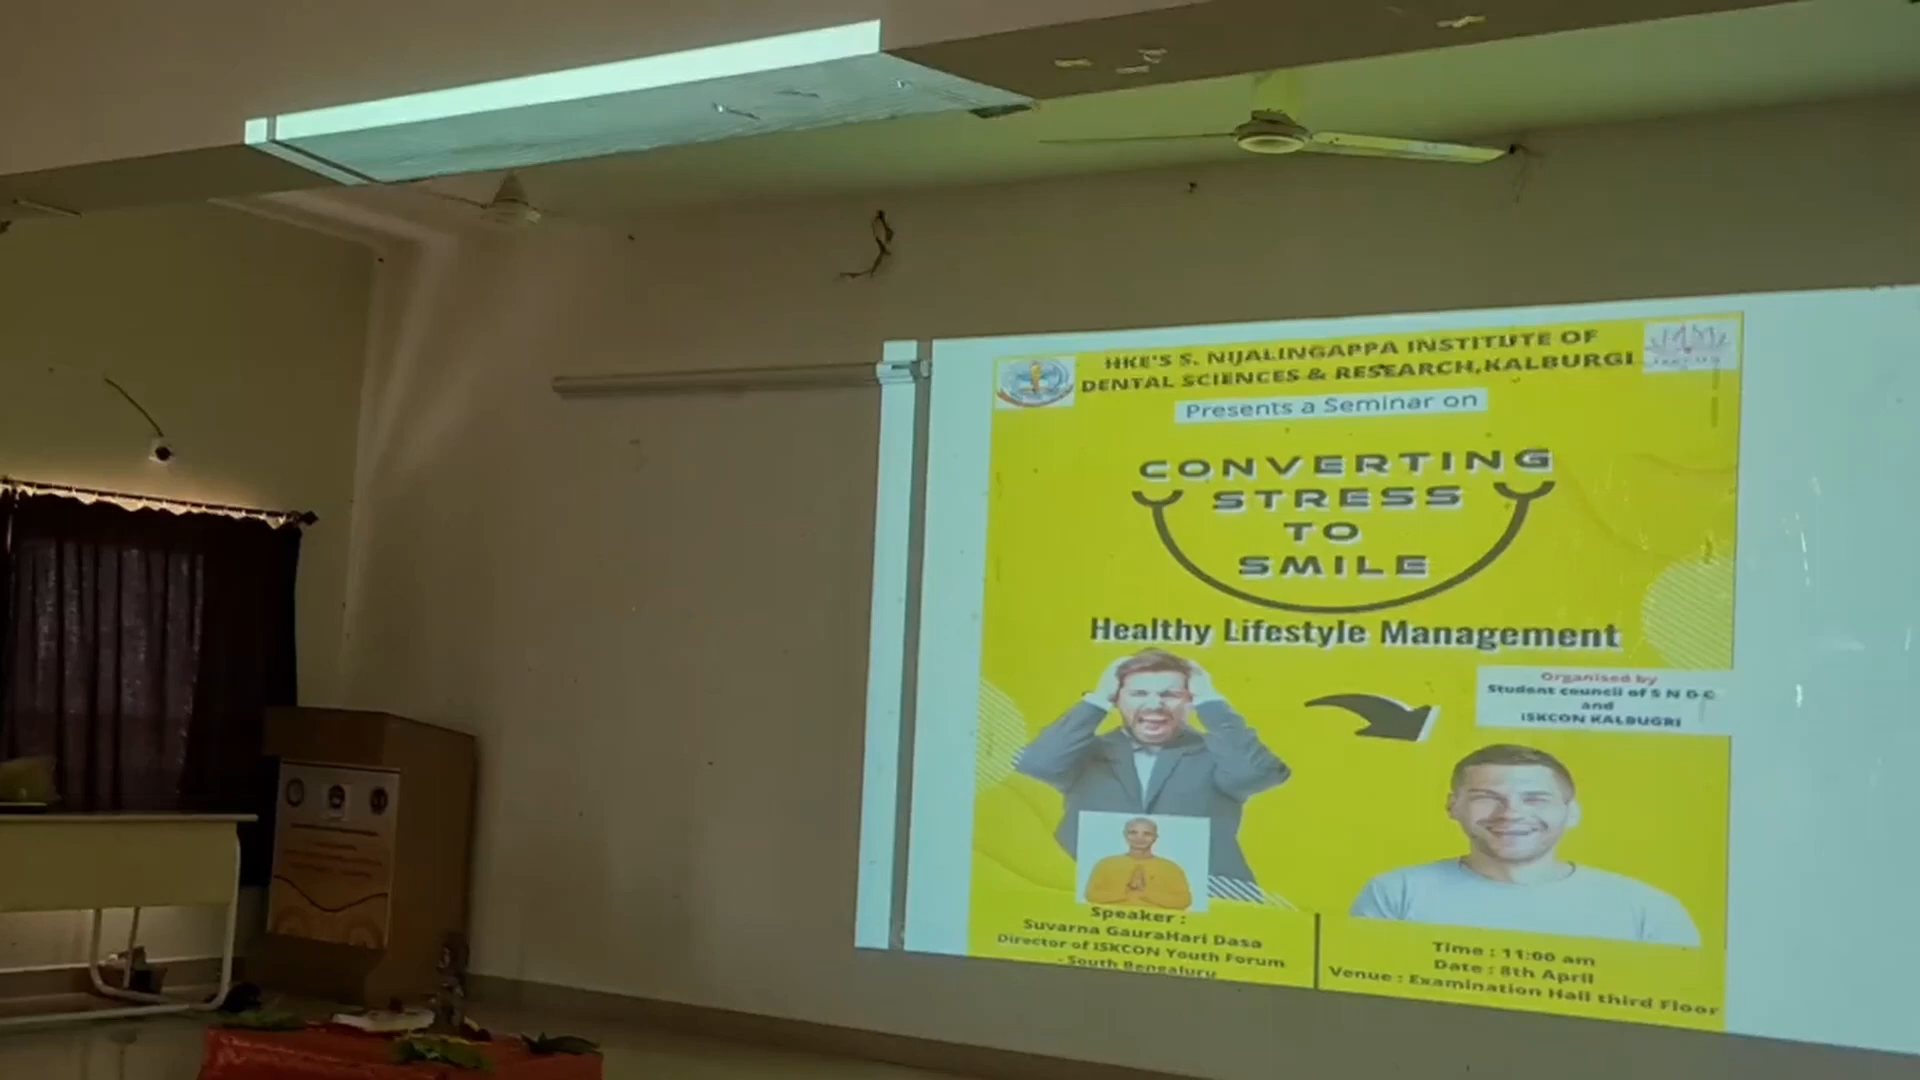 HKE'S S. NIJALINGAPPA INSTITUTE OF
DENTAL SCIENCES & RESEARCH,KALBURGI
Presents a Seminar on
CONVERTING
STRESS
TO
SMILE
Healthy Lifestyle Management
Organised by
Student council of S N D C
and
ISKCON KALBUGRI
Speaker :
Suvarna GauraHari Dasa
Director of ISKCON Youth Forum
- South Bengaluru
Time : 11:00 am
Date : 8th April
Venue : Examination Hall third Floor